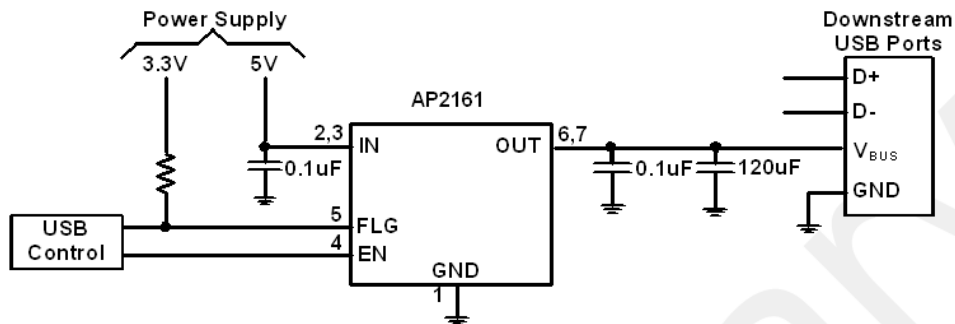 Power Supply
3.3V
5V
Downstream
USB Ports
AP2161
D+
D-
2,3
IN
OUT
6,7
0.1uF
0.1uF
120uF
VBUS
GND
USB
Control
5
FLG
4
EN
GND
1